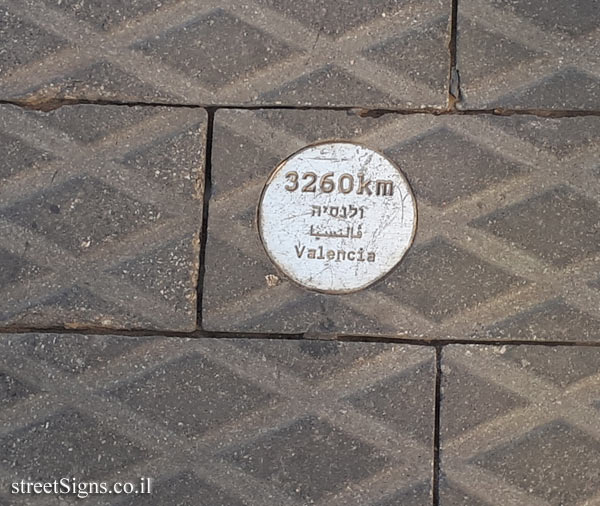 3260km
ולנסיה
فالنسيا
Valencia
streetSigns.co.il